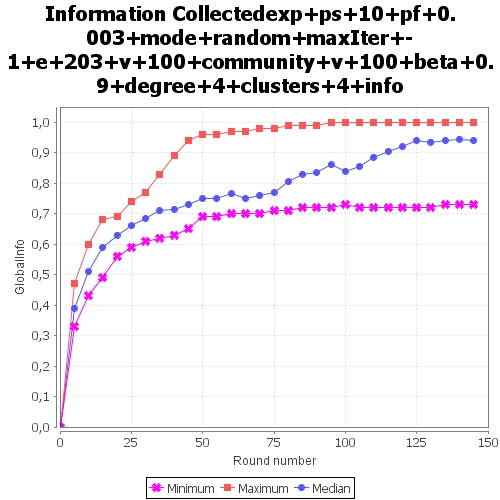 Information Collectedexp+ps+10+pf+0.
003+mode+random+maxIter+-
1+e+203+v+100+community+v+100+beta+0.
9+degree+4+clusters+4+info
1,0
0,9
0,8
0,7
0,6
0,5
0,4
0,3
0,2
0,1
0,0
GlobalInfo
0 25 50 75 100 125 150
Round number
Minimum Maximum Median